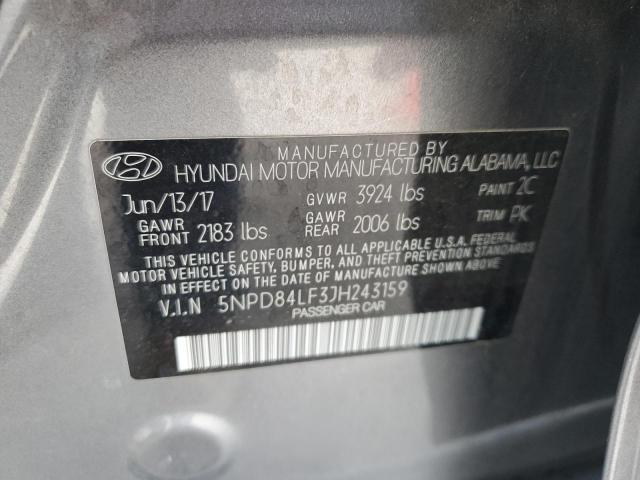 MANUFACTURED BY
HYUNDAI MOTOR MANUFACTURING ALABAMA, LLC
Jun/13/17 GVWR 3924 lbs PAINT 2C
GAWR FRONT 2183 lbs GAWR REAR 2006 lbs TRIM PK
THIS VEHICLE CONFORMS TO ALL APPLICABLE U.S.A. FEDERAL
MOTOR VEHICLE SAFETY, BUMPER, AND THEFT PREVENTION STANDARDS
IN EFFECT ON THE DATE OF MANUFACTURE SHOWN ABOVE.
V.I.N 5NPD84LF3JH243159
PASSENGER CAR